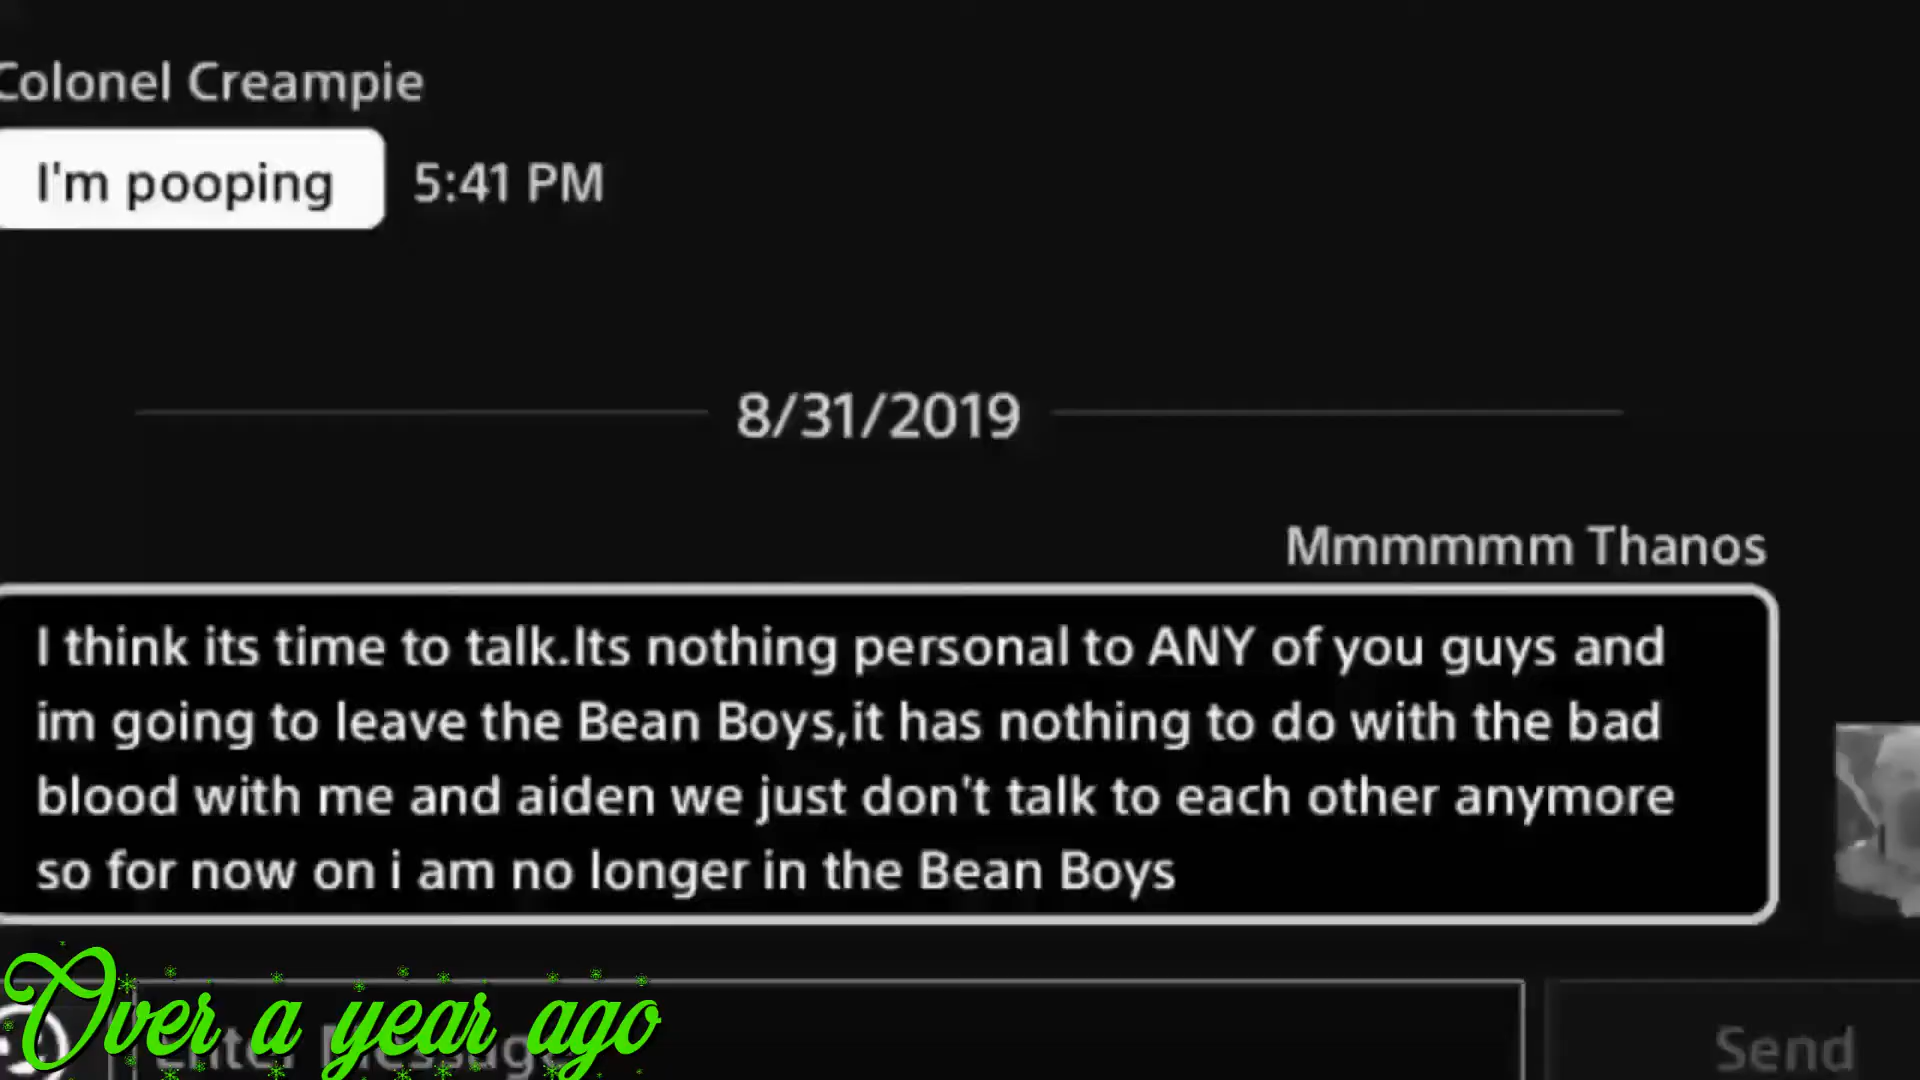 Colonel Creampie
I'm pooping
5:41 PM
8/31/2019
Mmmmmm Thanos
I think its time to talk.Its nothing personal to ANY of you guys and
im going to leave the Bean Boys,it has nothing to do with the bad
blood with me and aiden we just don't talk to each other anymore
so for now on i am no longer in the Bean Boys
Over a year ago
Enter Message
Send